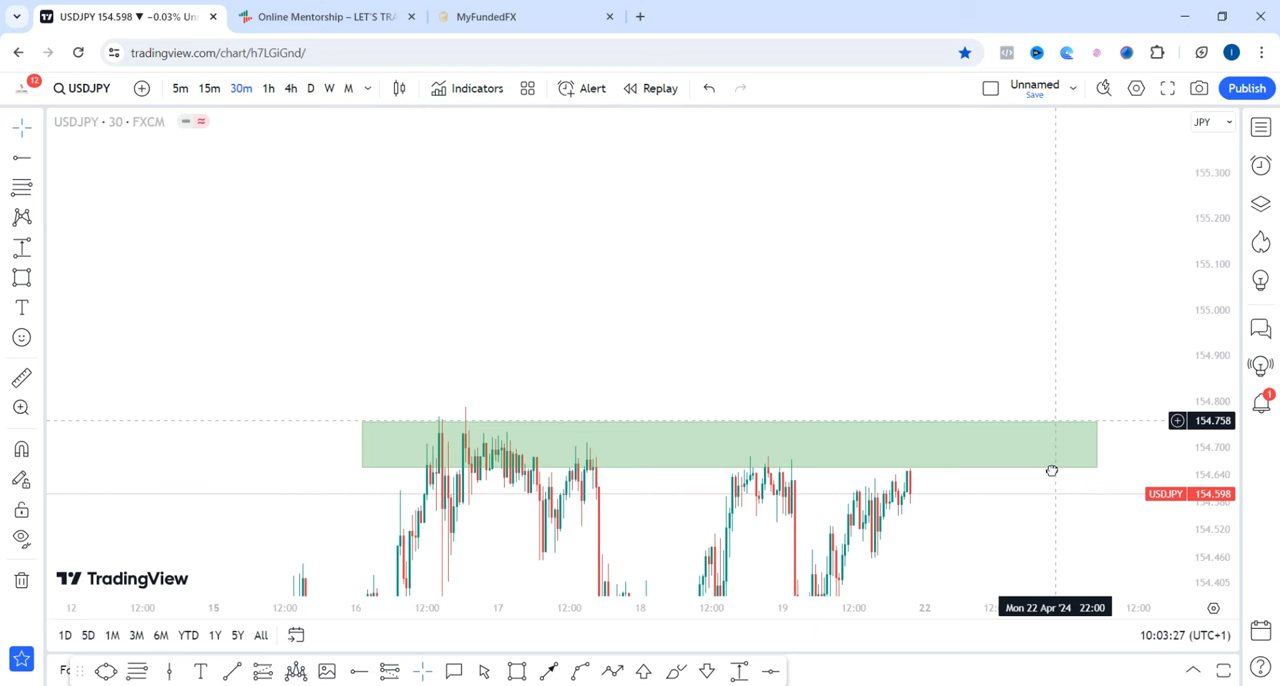 USDJPY 154.598 ▼ −0.03% Un
Online Mentorship – LET'S TRA
MyFundedFX
tradingview.com/chart/h7LGiGnd/
12
USDJPY
5m 15m 30m 1h 4h D W M
Indicators
Alert
Replay
Unnamed
Save
Publish
USDJPY · 30 · FXCM
JPY
155.300
155.200
155.100
155.000
154.900
154.800
154.758
154.700
154.640
USDJPY 154.598
154.520
154.460
154.405
1
TradingView
12 12:00 15 12:00 16 12:00 17 12:00 18 12:00 19 12:00 22 Mon 22 Apr '24 22:00 12:00
1D 5D 1M 3M 6M YTD 1Y 5Y All
10:03:27 (UTC+1)